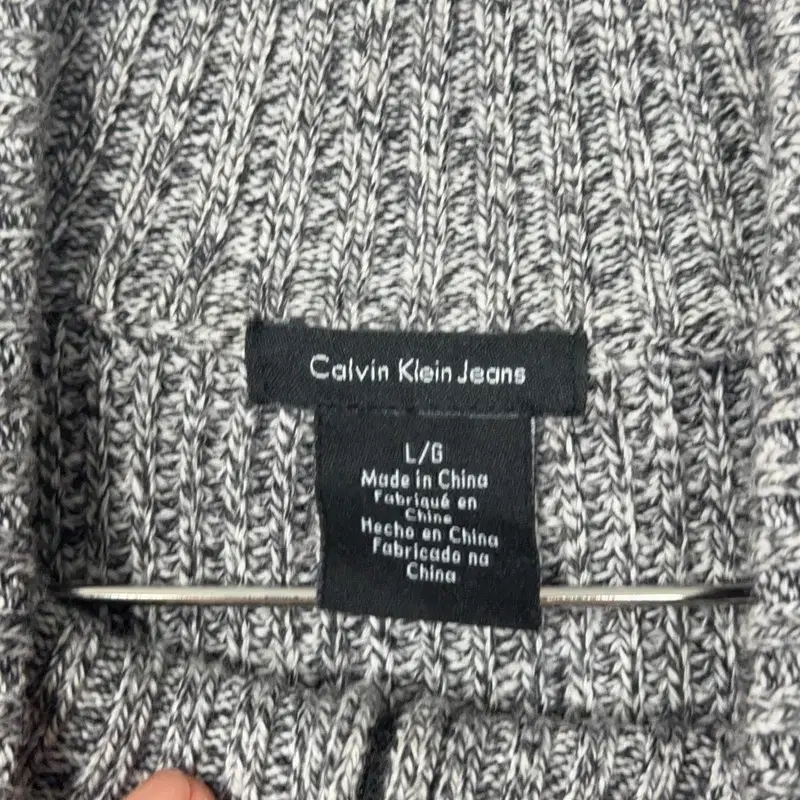 Calvin Klein Jeans
L/G
Made in China
Fabriqué en
Chine
Hecho en China
Fabricado na
China